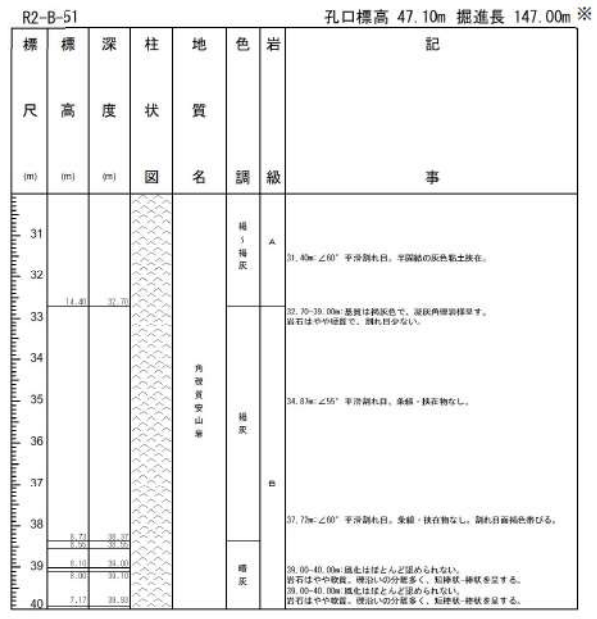 R2-B-51
孔口標高 47.10m 掘進長 147.00m ※
標尺(m)
標高(m)
深度(m)
柱状図
地質名
色調
岩級
記事
31
32
33
34
35
36
37
38
39
40
14.40 32.70
8.73 38.37
8.55 38.55
8.10 39.00
8.00 39.10
7.17 39.93
角礫質安山岩
褐~褐灰
褐灰
暗灰
A
B
31.40m:∠60° 平滑割れ目。半固結の灰色粘土挟在。
32.70-39.00m:基質は褐灰色で、凝灰角礫岩様呈す。
岩石はやや硬質で、割れ目少ない。
34.87m:∠55° 平滑割れ目。条線・挟在物なし。
37.73m:∠60° 平滑割れ目。条線・挟在物なし。割れ目面褐色帯びる。
39.00-40.00m:風化はほとんど認められない。
岩石はやや軟質。礫沿いの分離多く、短棒状-棒状を呈する。
39.00-40.00m:風化はほとんど認められない。
岩石はやや軟質。礫沿いの分離多く、短棒状-棒状を呈する。